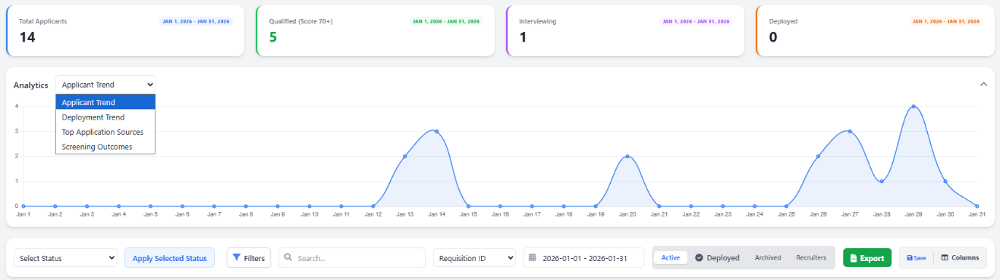 Total Applicants JAN 1, 2026 - JAN 31, 2026
14
Qualified (Score 70+) JAN 1, 2026 - JAN 31, 2026
5
Interviewing JAN 1, 2026 - JAN 31, 2026
1
Deployed JAN 1, 2026 - JAN 31, 2026
0
Analytics Applicant Trend
Applicant Trend
Deployment Trend
Top Application Sources
Screening Outcomes
4
3
2
1
0
Jan 1 Jan 2 Jan 3 Jan 4 Jan 5 Jan 6 Jan 7 Jan 8 Jan 9 Jan 10 Jan 11 Jan 12 Jan 13 Jan 14 Jan 15 Jan 16 Jan 17 Jan 18 Jan 19 Jan 20 Jan 21 Jan 22 Jan 23 Jan 24 Jan 25 Jan 26 Jan 27 Jan 28 Jan 29 Jan 30 Jan 31
Select Status Apply Selected Status Filters Search... Requisition ID 2026-01-01 - 2026-01-31 Active Deployed Archived Recruiters Export Save Columns